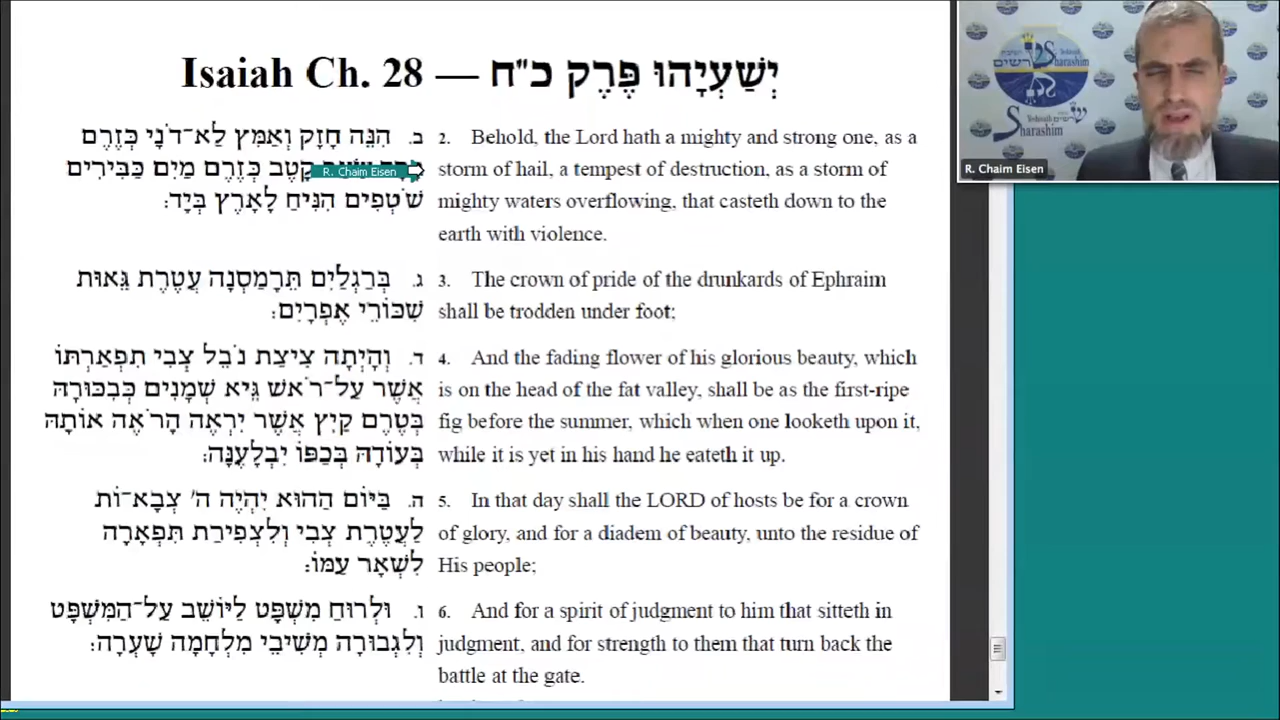 Isaiah Ch. 28 — יְשַׁעְיָהוּ פֶּרֶק כ"ח
ב. הִנֵּה חָזָק וְאַמִּץ לַא־דֹנָי כְּזֶרֶם
קָטֶב כְּזֶרֶם מַיִם כַּבִּירִים
שֹׁטְפִים הִנִּיחַ לָאָרֶץ בְּיָד:
2. Behold, the Lord hath a mighty and strong one, as a
storm of hail, a tempest of destruction, as a storm of
mighty waters overflowing, that casteth down to the
earth with violence.
ג. בְּרַגְלַיִם תֵּרָמַסְנָה עֲטֶרֶת גֵּאוּת
שִׁכּוֹרֵי אֶפְרָיִם:
3. The crown of pride of the drunkards of Ephraim
shall be trodden under foot;
ד. וְהָיְתָה צִיצַת נֹבֵל צְבִי תִפְאַרְתּוֹ
אֲשֶׁר עַל־רֹאשׁ גֵּיא שְׁמָנִים כְּבִכּוּרָהּ
בְּטֶרֶם קַיִץ אֲשֶׁר יִרְאֶה הָרֹאֶה אוֹתָהּ
בְּעוֹדָהּ בְּכַפּוֹ יִבְלָעֶנָּה:
4. And the fading flower of his glorious beauty, which
is on the head of the fat valley, shall be as the first-ripe
fig before the summer, which when one looketh upon it,
while it is yet in his hand he eateth it up.
ה. בַּיּוֹם הַהוּא יִהְיֶה ה' צְבָא־וֹת
לַעֲטֶרֶת צְבִי וְלִצְפִירַת תִּפְאָרָה
לִשְׁאָר עַמּוֹ:
5. In that day shall the LORD of hosts be for a crown
of glory, and for a diadem of beauty, unto the residue of
His people;
ו. וּלְרוּחַ מִשְׁפָּט לַיּוֹשֵׁב עַל־הַמִּשְׁפָּט
וְלִגְבוּרָה מְשִׁיבֵי מִלְחָמָה שָׁעְרָה:
6. And for a spirit of judgment to him that sitteth in
judgment, and for strength to them that turn back the
battle at the gate.
R. Chaim Eisen
R. Chaim Eisen
Yeshivath
Sharashim